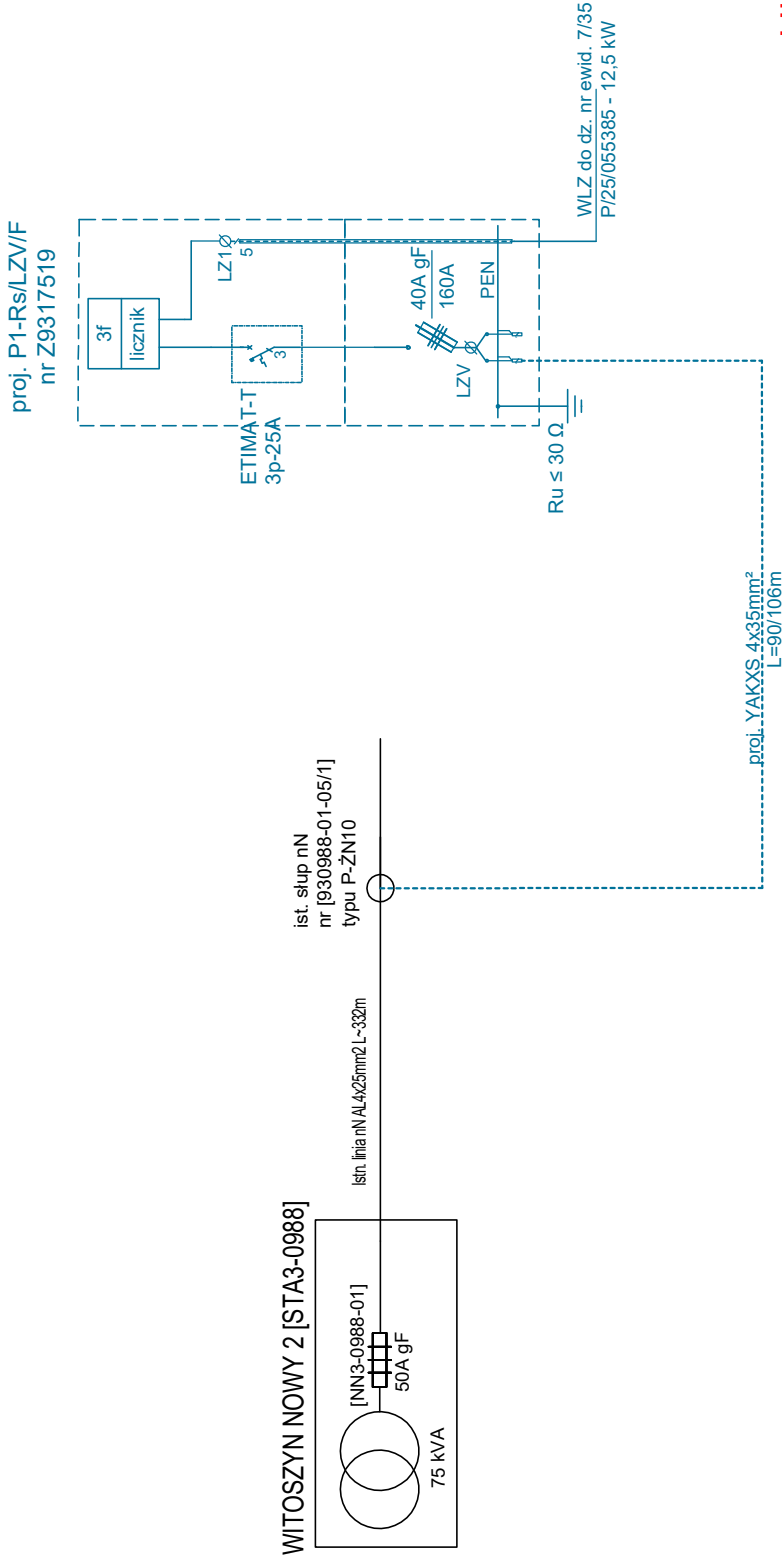 WITOSZYN NOWY 2 [STA3-0988]
[NN3-0988-01]
50A gF
75 kVA
Istn. linia nN AL4x25mm2 L~332m
ist. słup nN
nr [930988-01-05/1]
typu P-ŻN10
proj. YAKXS 4x35mm²
L=90/106m
proj. P1-Rs/LZV/F
nr Z9317519
3f
licznik
LZ1
5
3
ETIMAT-T
3p-25A
40A gF
160A
LZV
PEN
Ru ≤ 30 Ω
WLZ do dz. nr ewid. 7/35
P/25/055385 - 12,5 kW